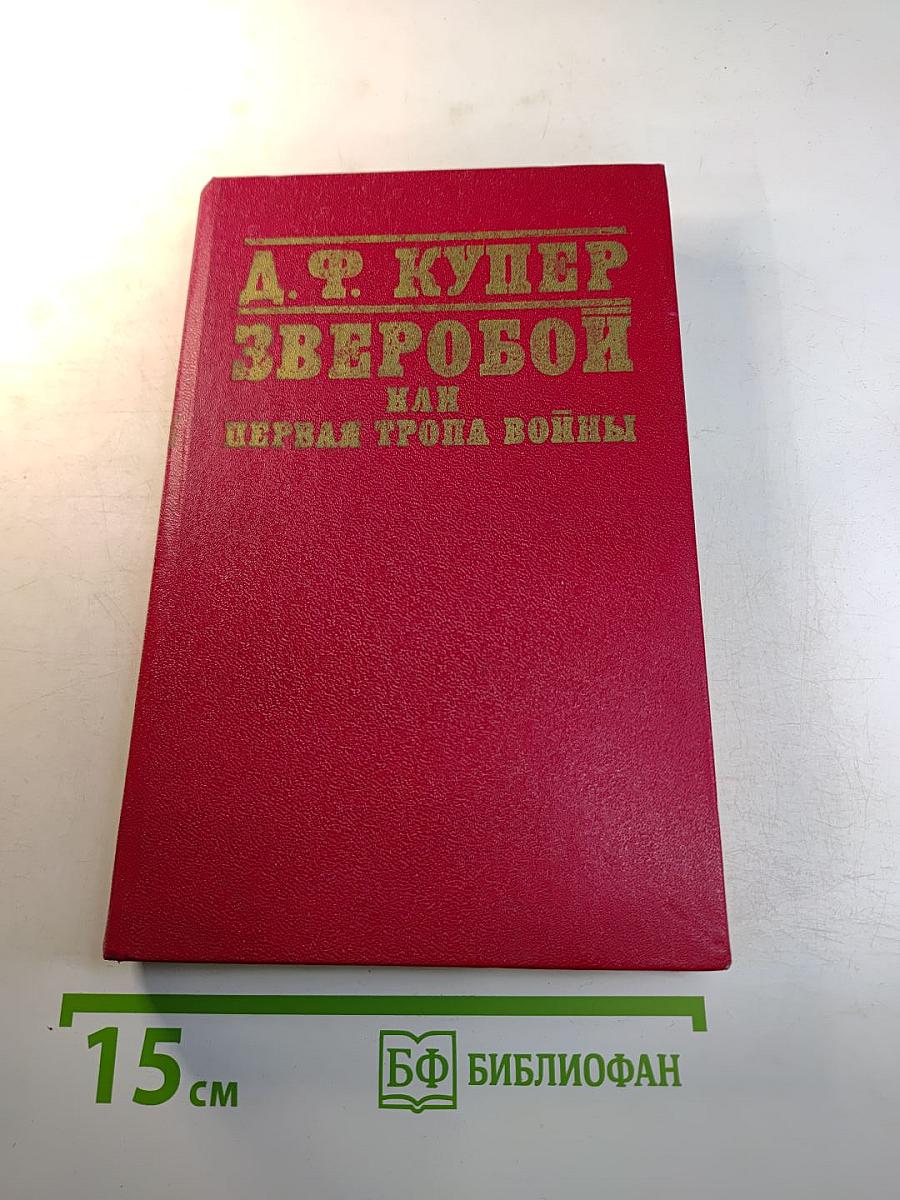 Д. Ф. КУПЕР
ЗВЕРОБОЙ
ИЛИ
ПЕРВАЯ ТРОПА ВОЙНЫ
15 см
БФ БИБЛИОФАН